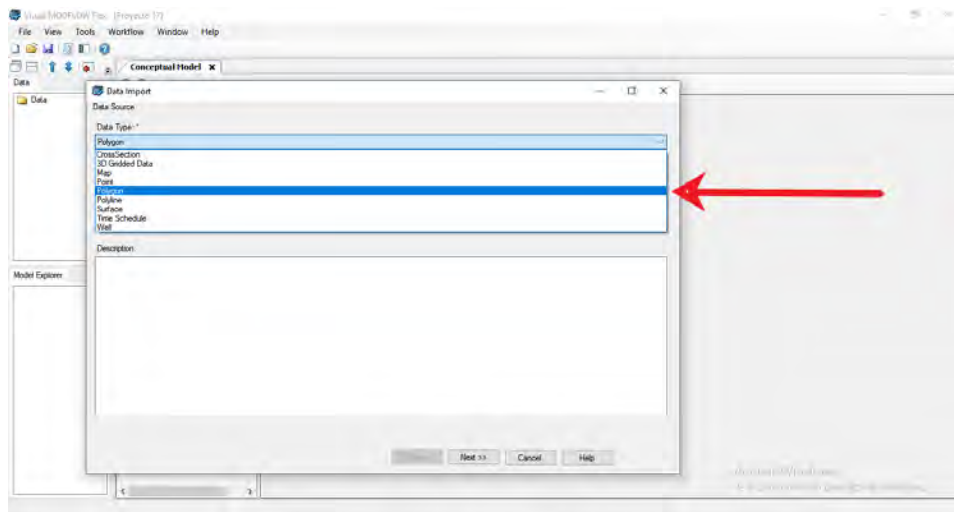 Visual MODFLOW Flex - [Proyecto 1?]
File View Tools Workflow Window Help
Conceptual Model
Data
Data
Data Import
Data Source
Data Type: *
Polygon
CrossSection
3D Gridded Data
Map
Point
Polygon
Polyline
Surface
Time Schedule
Well
Description
Model Explorer
Next >> Cancel Help